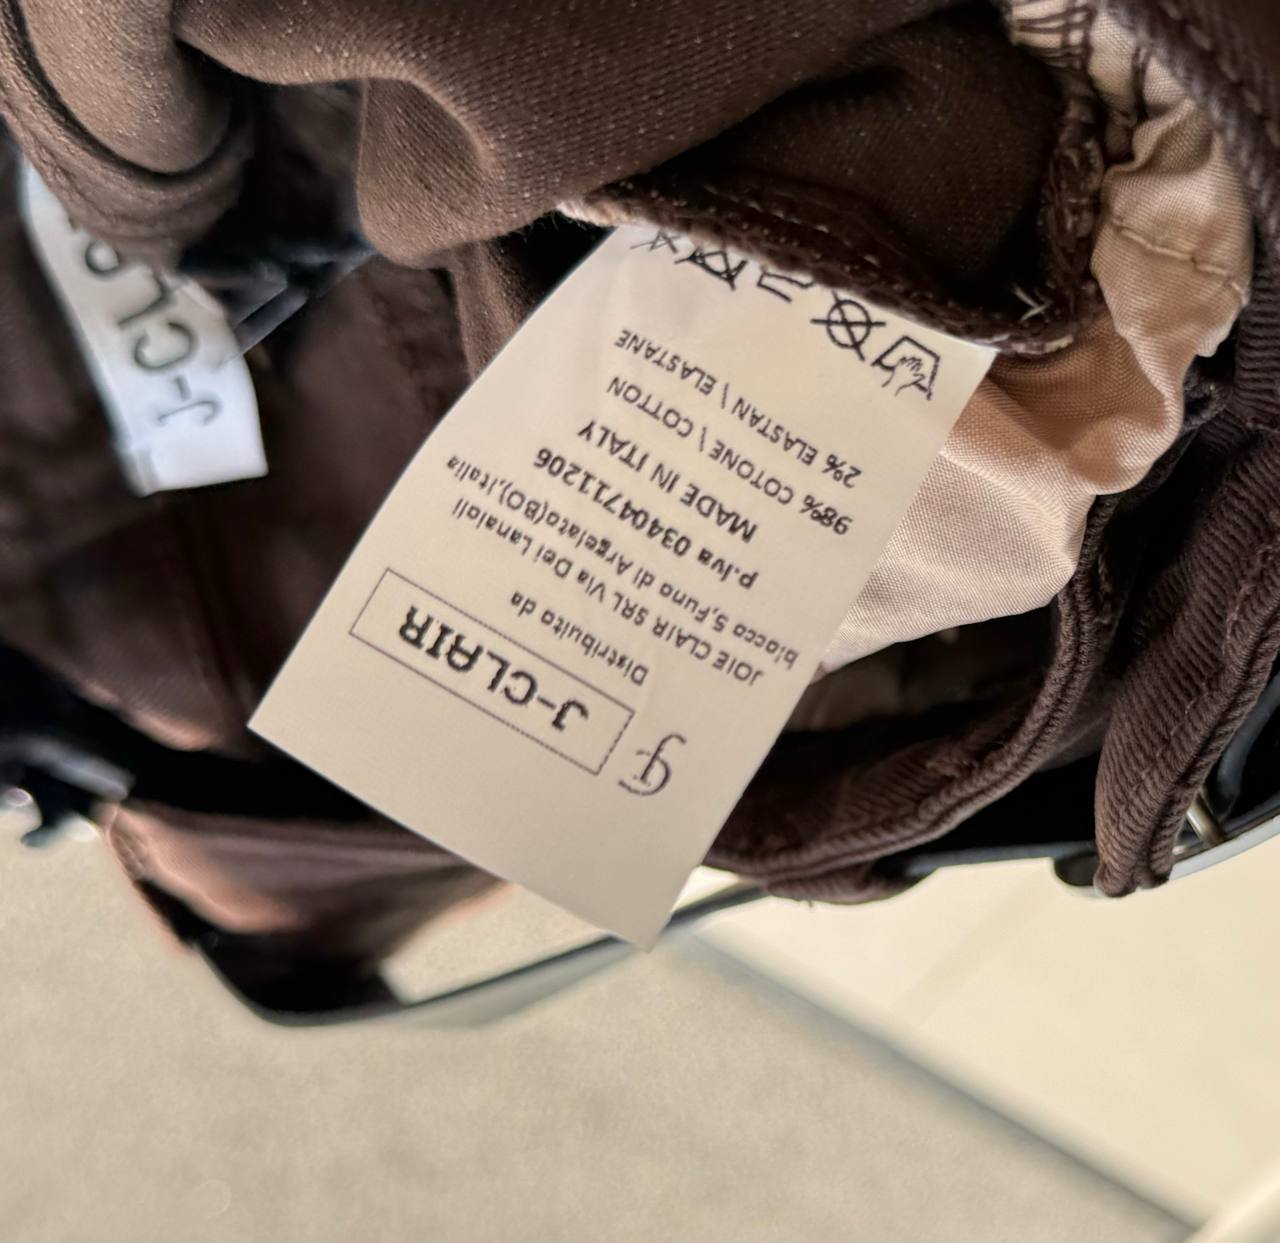 J-CLAIR
Distribuito da
JOIE CLAIR SRL Via Dei Lanaioli
blocco 5,Funo di Argelato(BO),Italia
p.Iva 03404711206
MADE IN ITALY
98% COTONE \ COTTON
2% ELASTAN \ ELASTANE
J-CL